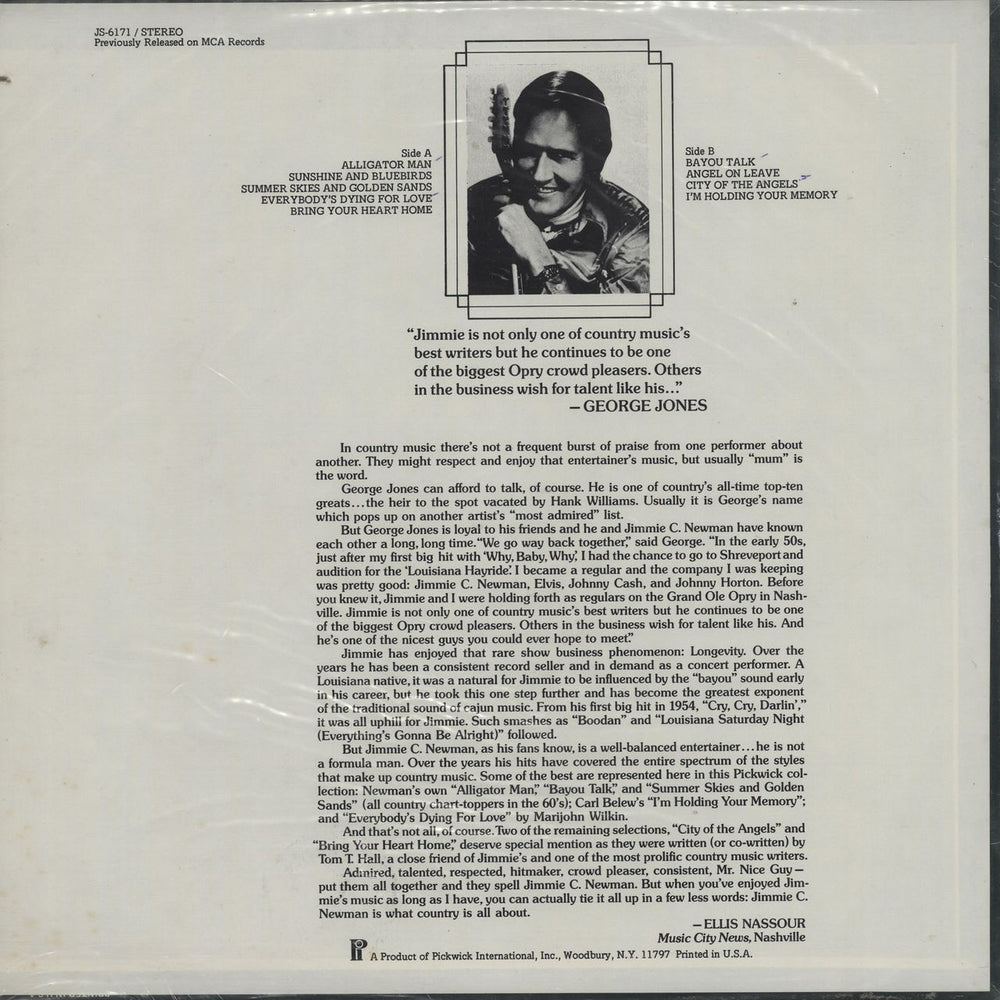 JS-6171 / STEREO
Previously Released on MCA Records
Side A
ALLIGATOR MAN
SUNSHINE AND BLUEBIRDS
SUMMER SKIES AND GOLDEN SANDS
EVERYBODY'S DYING FOR LOVE
BRING YOUR HEART HOME
Side B
BAYOU TALK
ANGEL ON LEAVE
CITY OF THE ANGELS
I'M HOLDING YOUR MEMORY
“Jimmie is not only one of country music's
best writers but he continues to be one
of the biggest Opry crowd pleasers. Others
in the business wish for talent like his...”
— GEORGE JONES
In country music there's not a frequent burst of praise from one performer about
another. They might respect and enjoy that entertainer's music, but usually “mum” is
the word.
George Jones can afford to talk, of course. He is one of country's all-time top-ten
greats...the heir to the spot vacated by Hank Williams. Usually it is George's name
which pops up on another artist's “most admired” list.
But George Jones is loyal to his friends and he and Jimmie C. Newman have known
each other a long, long time. “We go way back together,” said George. “In the early 50s,
just after my first big hit with ‘Why, Baby, Why,’ I had the chance to go to Shreveport and
audition for the ‘Louisiana Hayride.’ I became a regular and the company I was keeping
was pretty good: Jimmie C. Newman, Elvis, Johnny Cash, and Johnny Horton. Before
you knew it, Jimmie and I were holding forth as regulars on the Grand Ole Opry in Nash-
ville. Jimmie is not only one of country music's best writers but he continues to be one
of the biggest Opry crowd pleasers. Others in the business wish for talent like his. And
he's one of the nicest guys you could ever hope to meet.”
Jimmie has enjoyed that rare show business phenomenon: Longevity. Over the
years he has been a consistent record seller and in demand as a concert performer. A
Louisiana native, it was a natural for Jimmie to be influenced by the “bayou” sound early
in his career, but he took this one step further and has become the greatest exponent
of the traditional sound of cajun music. From his first big hit in 1954, “Cry, Cry, Darlin',”
it was all uphill for Jimmie. Such smashes as “Boodan” and “Louisiana Saturday Night
(Everything's Gonna Be Alright)” followed.
But Jimmie C. Newman, as his fans know, is a well-balanced entertainer...he is not
a formula man. Over the years his hits have covered the entire spectrum of the styles
that make up country music. Some of the best are represented here in this Pickwick col-
lection: Newman's own “Alligator Man,” “Bayou Talk,” and “Summer Skies and Golden
Sands” (all country chart-toppers in the 60's); Carl Belew's “I'm Holding Your Memory”;
and “Everybody's Dying For Love” by Marijohn Wilkin.
And that's not all, of course. Two of the remaining selections, “City of the Angels” and
“Bring Your Heart Home,” deserve special mention as they were written (or co-written) by
Tom T. Hall, a close friend of Jimmie's and one of the most prolific country music writers.
Admired, talented, respected, hitmaker, crowd pleaser, consistent, Mr. Nice Guy—
put them all together and they spell Jimmie C. Newman. But when you've enjoyed Jim-
mie's music as long as I have, you can actually tie it all up in a few less words: Jimmie C.
Newman is what country is all about.
— ELLIS NASSOUR
Music City News, Nashville
A Product of Pickwick International, Inc., Woodbury, N.Y. 11797 Printed in U.S.A.